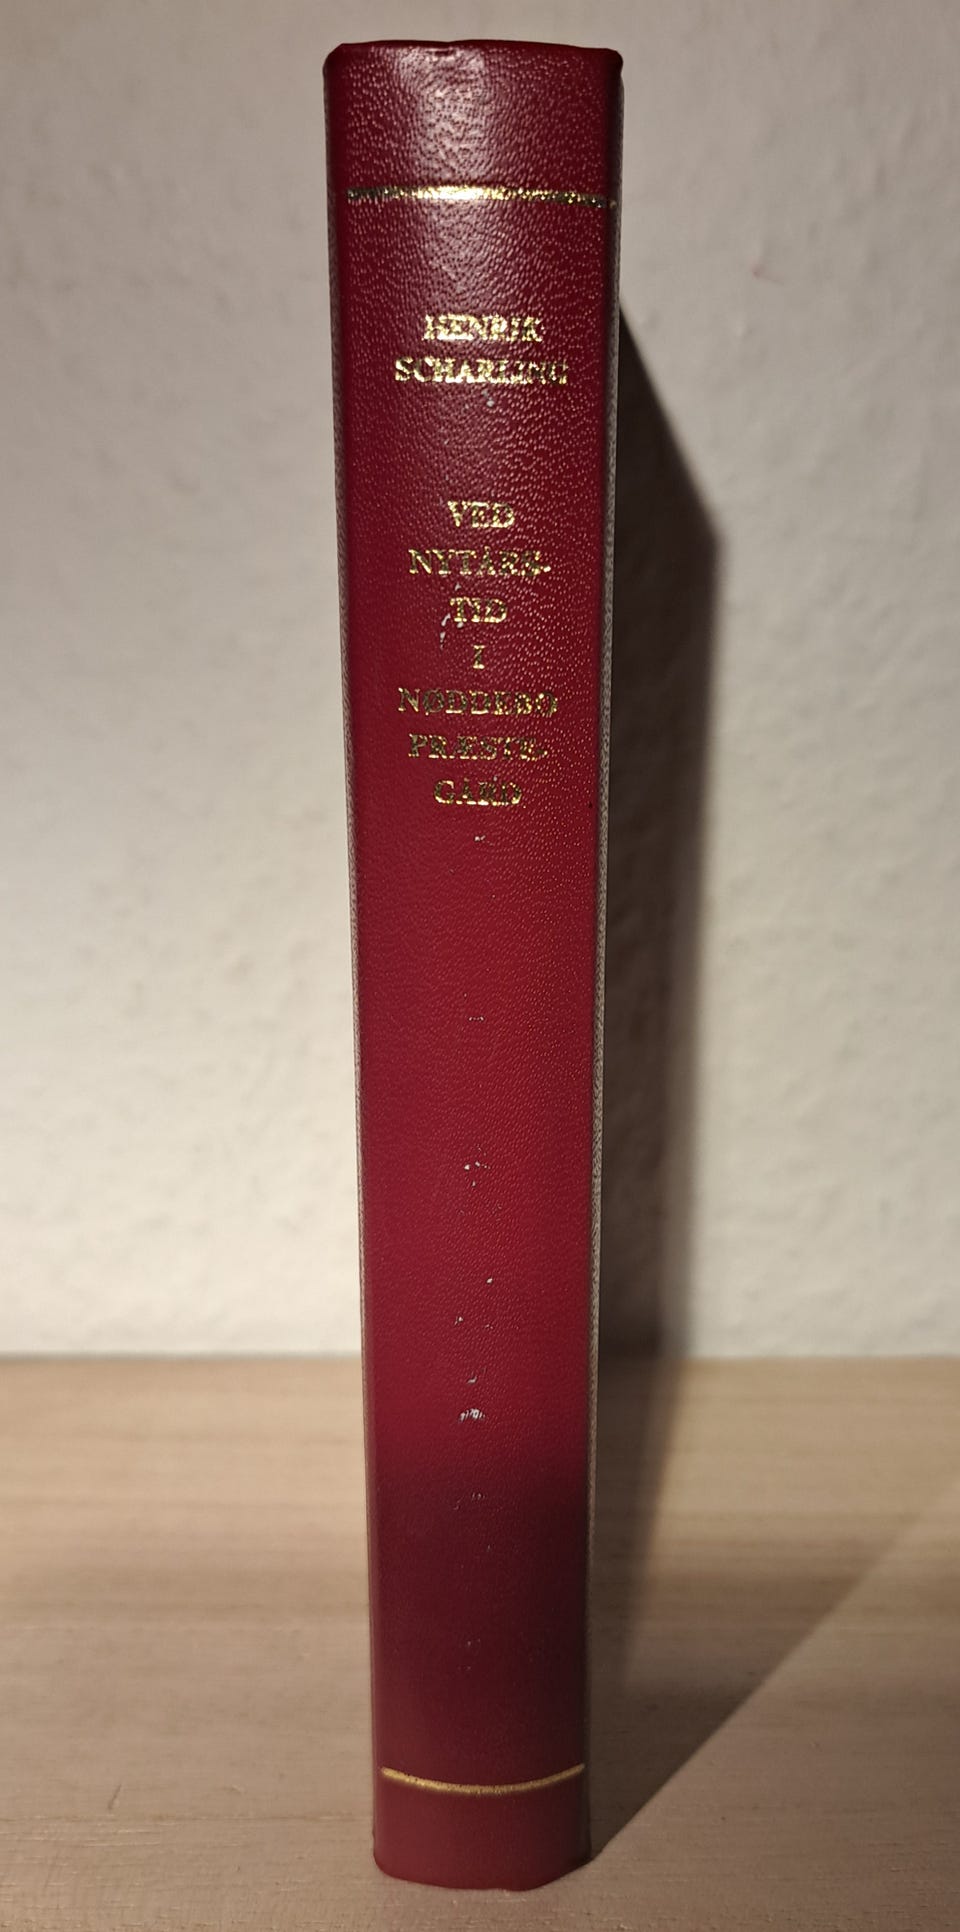 HENRIK
SCHARLING
VED
NYTÅRS-
TID
I
NØDDEBO
PRÆSTE-
GÅRD